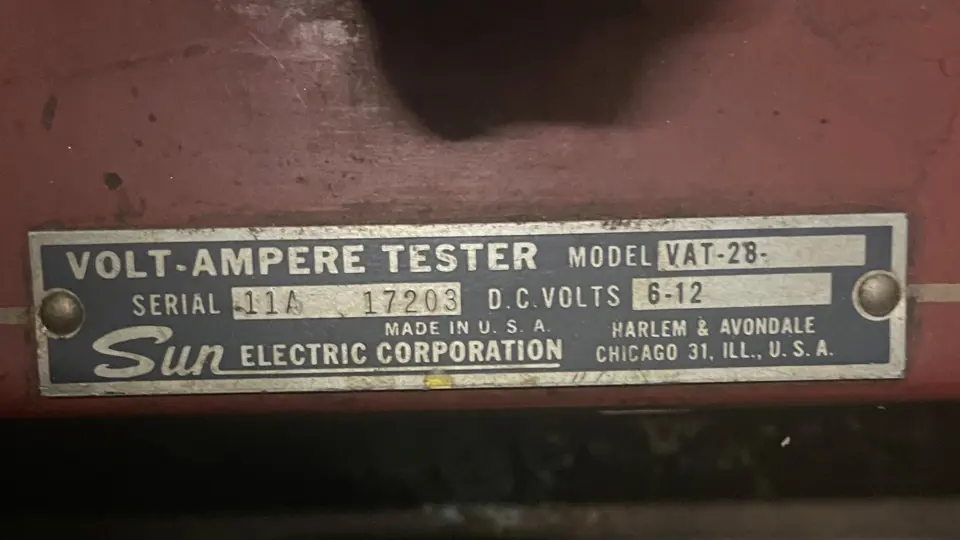 VOLT-AMPERE TESTER MODEL VAT-28-
SERIAL 11A 17203 D.C. VOLTS 6-12
MADE IN U. S. A. HARLEM & AVONDALE
Sun ELECTRIC CORPORATION CHICAGO 31, ILL., U. S. A.